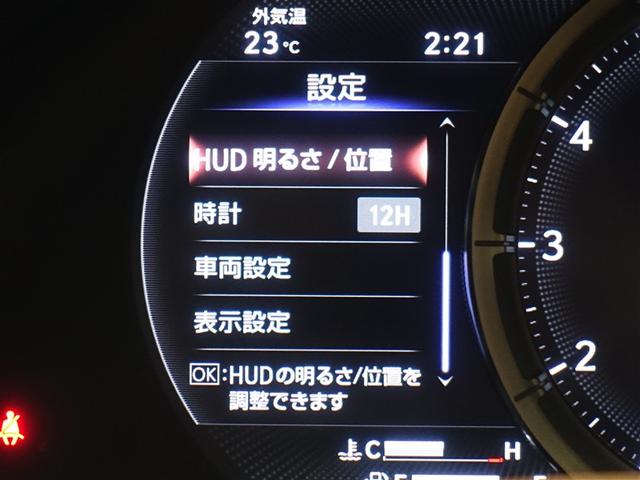 外気温
23℃ 2:21
設定
HUD 明るさ / 位置
時計 12H
車両設定
表示設定
OK:HUDの明るさ/位置を
調整できます
4
3
2
C H